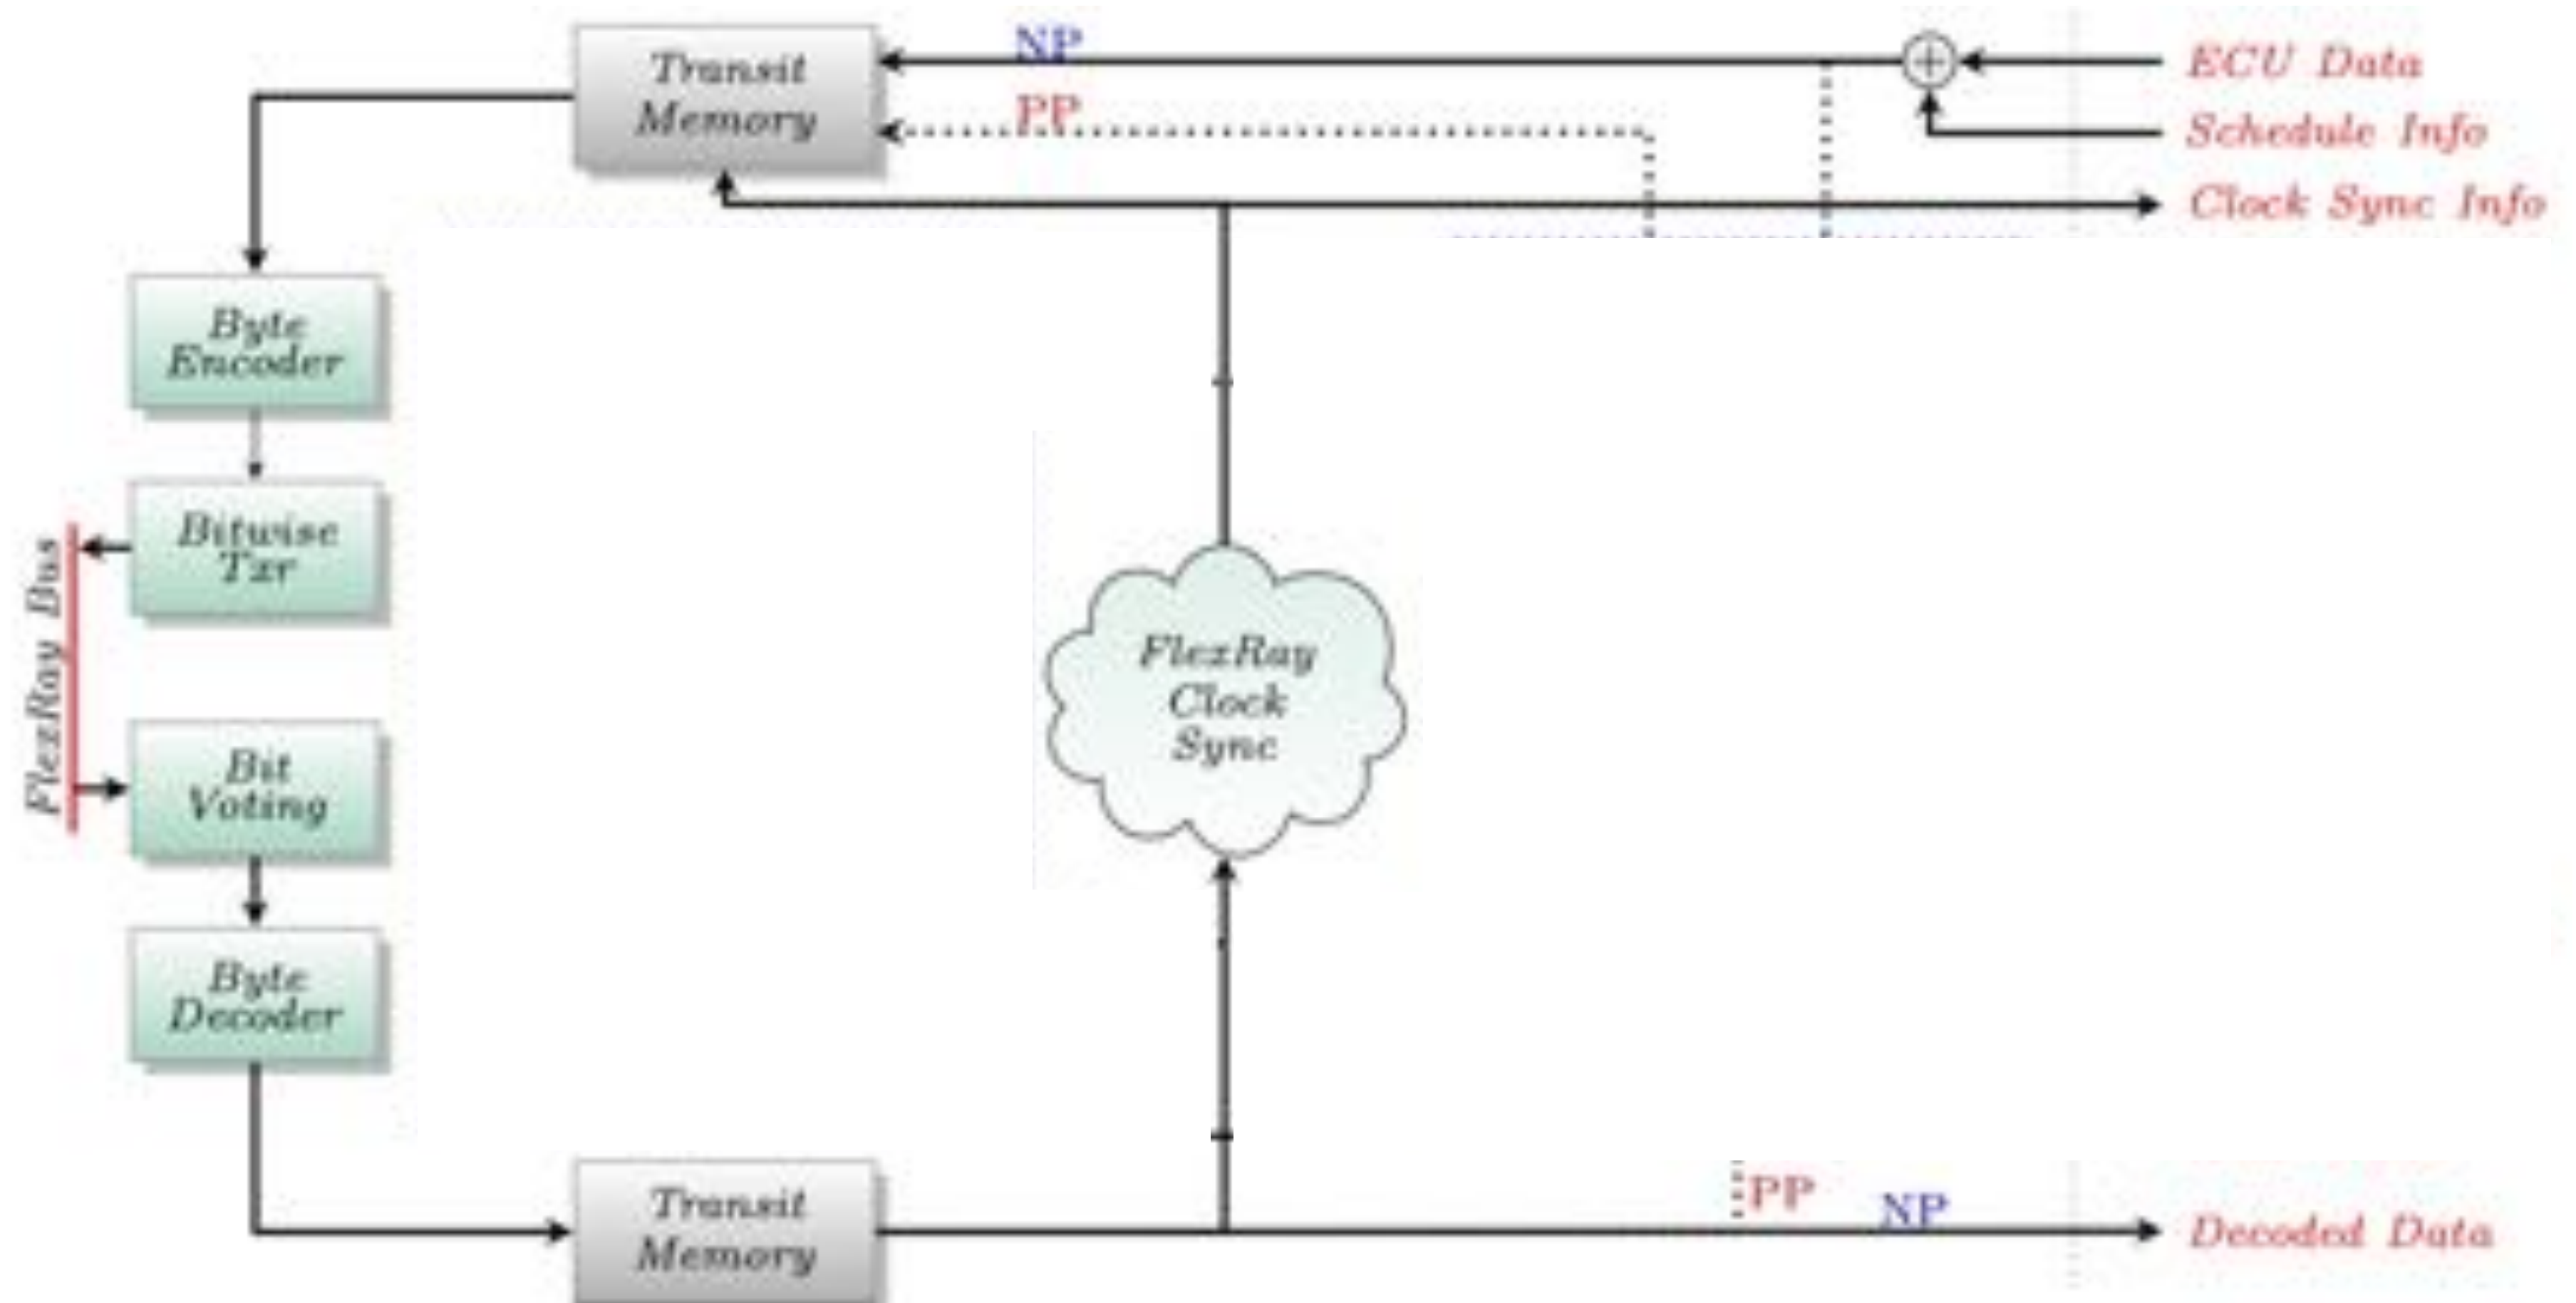 Transit
Memory
NP
PP
ECU Data
Schedule Info
Clock Sync Info
Byte
Encoder
Bitwise
Txr
FlexRay Bus
Bit
Voting
Byte
Decoder
FlexRay
Clock
Sync
Transit
Memory
PP
NP
Decoded Data